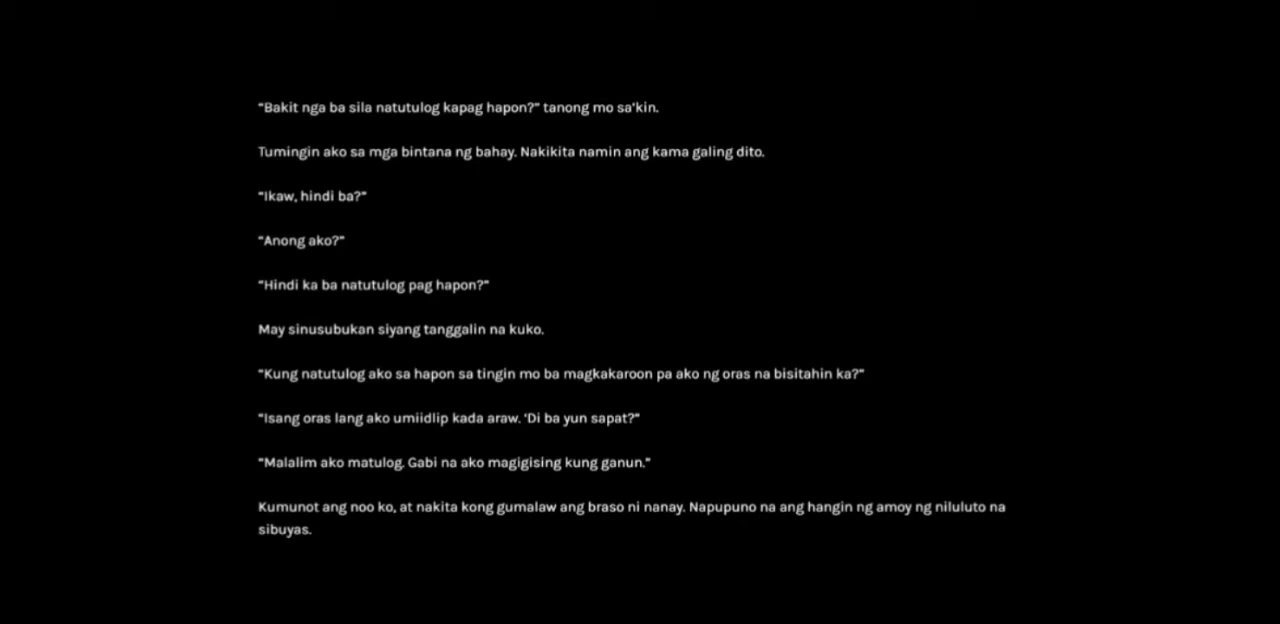 “Bakit nga ba sila natutulog kapag hapon?” tanong mo sa'kin.
Tumingin ako sa mga bintana ng bahay. Nakikita namin ang kama galing dito.
“Ikaw, hindi ba?”
“Anong ako?”
“Hindi ka ba natutulog pag hapon?”
May sinusubukan siyang tanggalin na kuko.
“Kung natutulog ako sa hapon sa tingin mo ba magkakaroon pa ako ng oras na bisitahin ka?”
“Isang oras lang ako umiidlip kada araw. 'Di ba yun sapat?”
“Malalim ako matulog. Gabi na ako magigising kung ganun.”
Kumunot ang noo ko, at nakita kong gumalaw ang braso ni nanay. Napupuno na ang hangin ng amoy ng niluluto na
sibuyas.